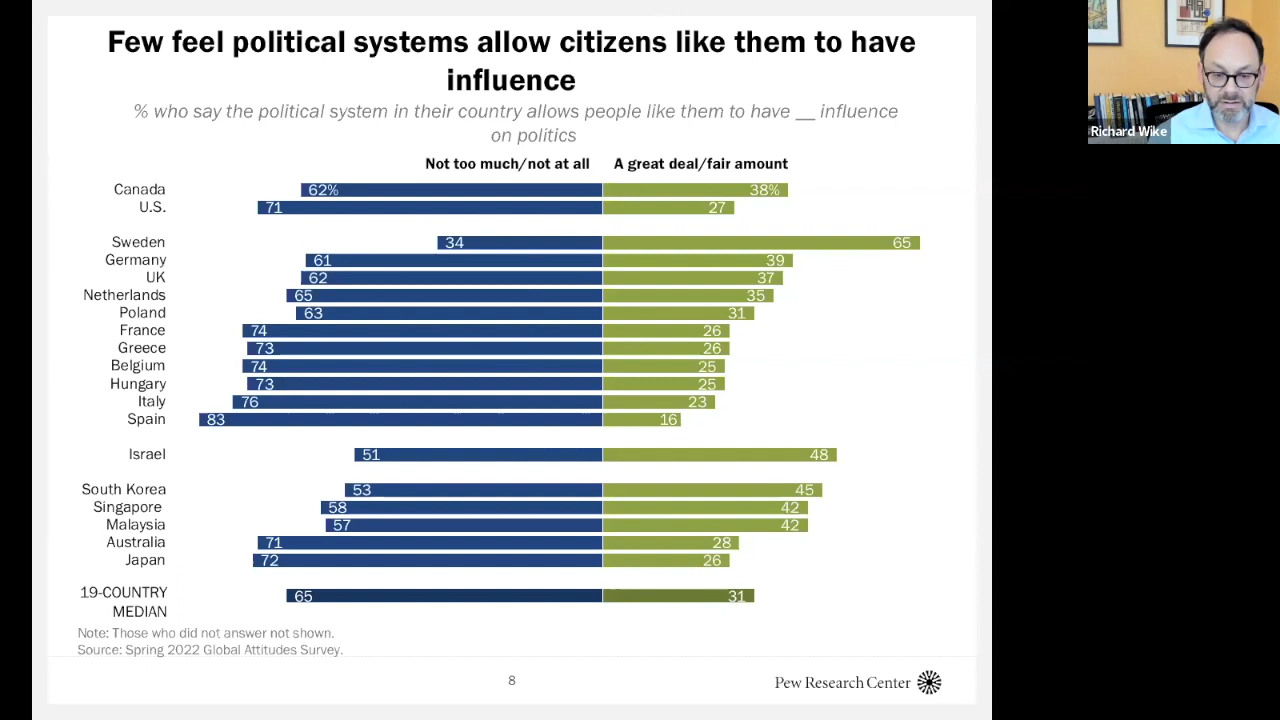 Few feel political systems allow citizens like them to have
influence
% who say the political system in their country allows people like them to have __ influence
on politics
Not too much/not at all A great deal/fair amount
Canada 62% 38%
U.S. 71 27
Sweden 34 65
Germany 61 39
UK 62 37
Netherlands 65 35
Poland 63 31
France 74 26
Greece 73 26
Belgium 74 25
Hungary 73 25
Italy 76 23
Spain 83 16
Israel 51 48
South Korea 53 45
Singapore 58 42
Malaysia 57 42
Australia 71 28
Japan 72 26
19-COUNTRY
MEDIAN 65 31
Note: Those who did not answer not shown.
Source: Spring 2022 Global Attitudes Survey.
8
Pew Research Center
Richard Wike